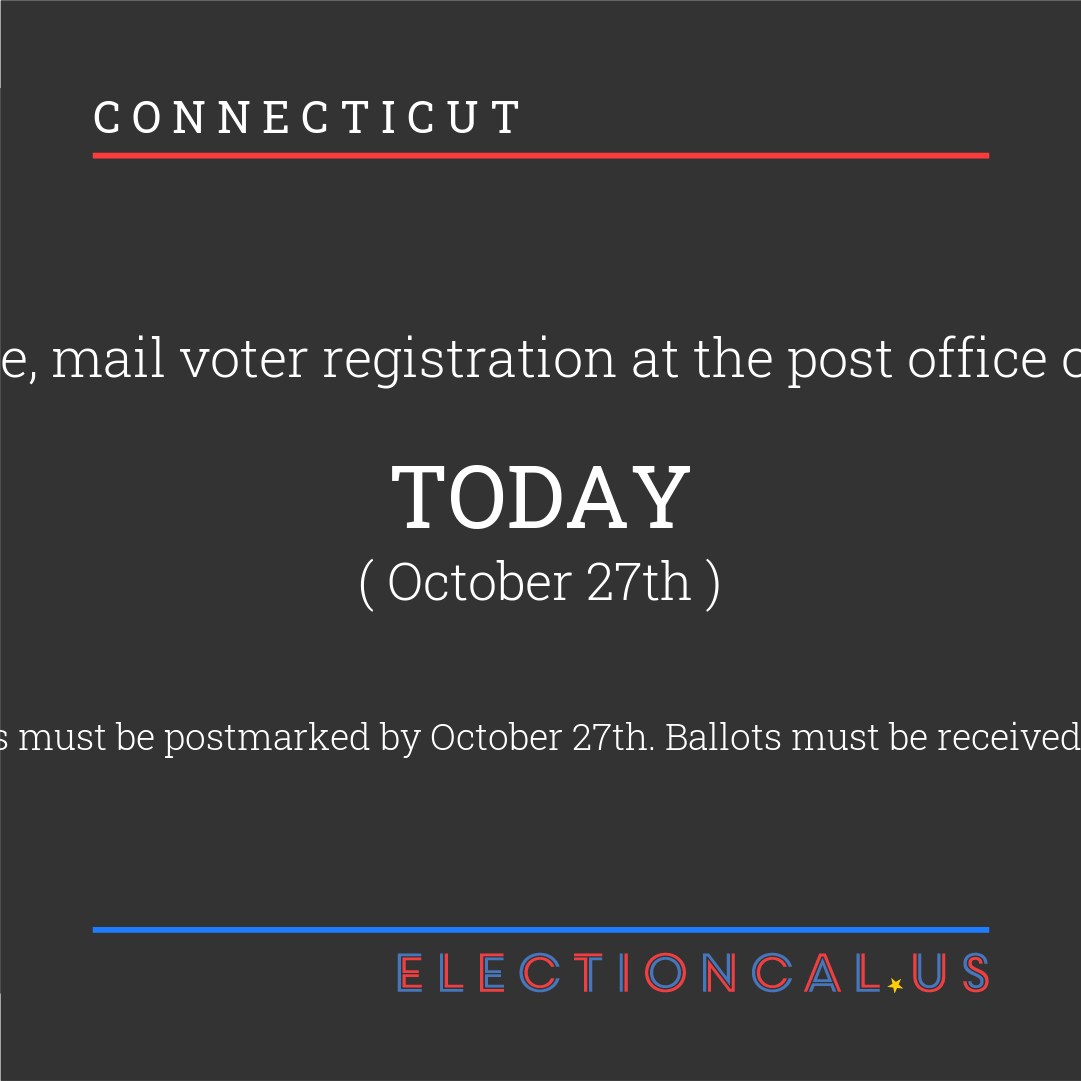 CONNECTICUT
e, mail voter registration at the post office
TODAY
( October 27th )
s must be postmarked by October 27th. Ballots must be received
ELECTIONCAL.US